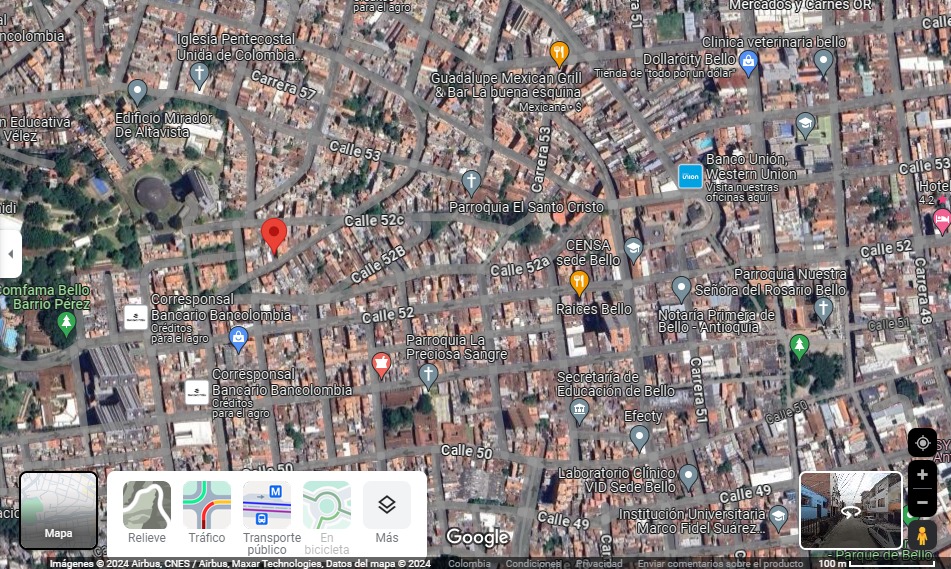 para el agro
Mercados y Carnes OR
ncolombia
Iglesia Pentecostal
Unida de Colombia...
Carrera 57
Guadalupe Mexican Grill
& Bar La buena esquina
Mexicana • $
Clinica veterinaria bello
Dollarcity Bello
Tienda de "todo por un dólar"
Edificio Mirador
De Altavista
n Educativa
Vélez
Calle 53
Carrera 53
Banco Unión,
Western Union
Visita nuestras
oficinas aquí
Calle 53
Hote
4.2
Parroquia El Santo Cristo
Calle 52c
Calle 52B
Calle 52a
CENSA
sede Bello
Calle 52
Comfama Bello
Barrio Pérez
Corresponsal
Bancario Bancolombia
Créditos
para el agro
Calle 52
Raíces Bello
Parroquia Nuestra
Señora del Rosario Bello
Notaría Primera de
Bello - Antioquia
Calle 51
Carrera 48
Parroquia La
Preciosa Sangre
Corresponsal
Bancario Bancolombia
Créditos
para el agro
Secretaría de
Educación de Bello
Carrera 51
Efecty
Calle 50
Calle 50
Calle 50
Laboratorio Clínico
VID Sede Bello
Calle 49
Calle 49
Institución Universitaria
Marco Fidel Suárez...
Parque de Bello
Mapa
Relieve
Tráfico
Transporte
público
En
bicicleta
Más
Google
Imágenes © 2024 Airbus, CNES / Airbus, Maxar Technologies, Datos del mapa © 2024
Colombia
Condiciones
Privacidad
Enviar comentarios sobre el producto
100 m